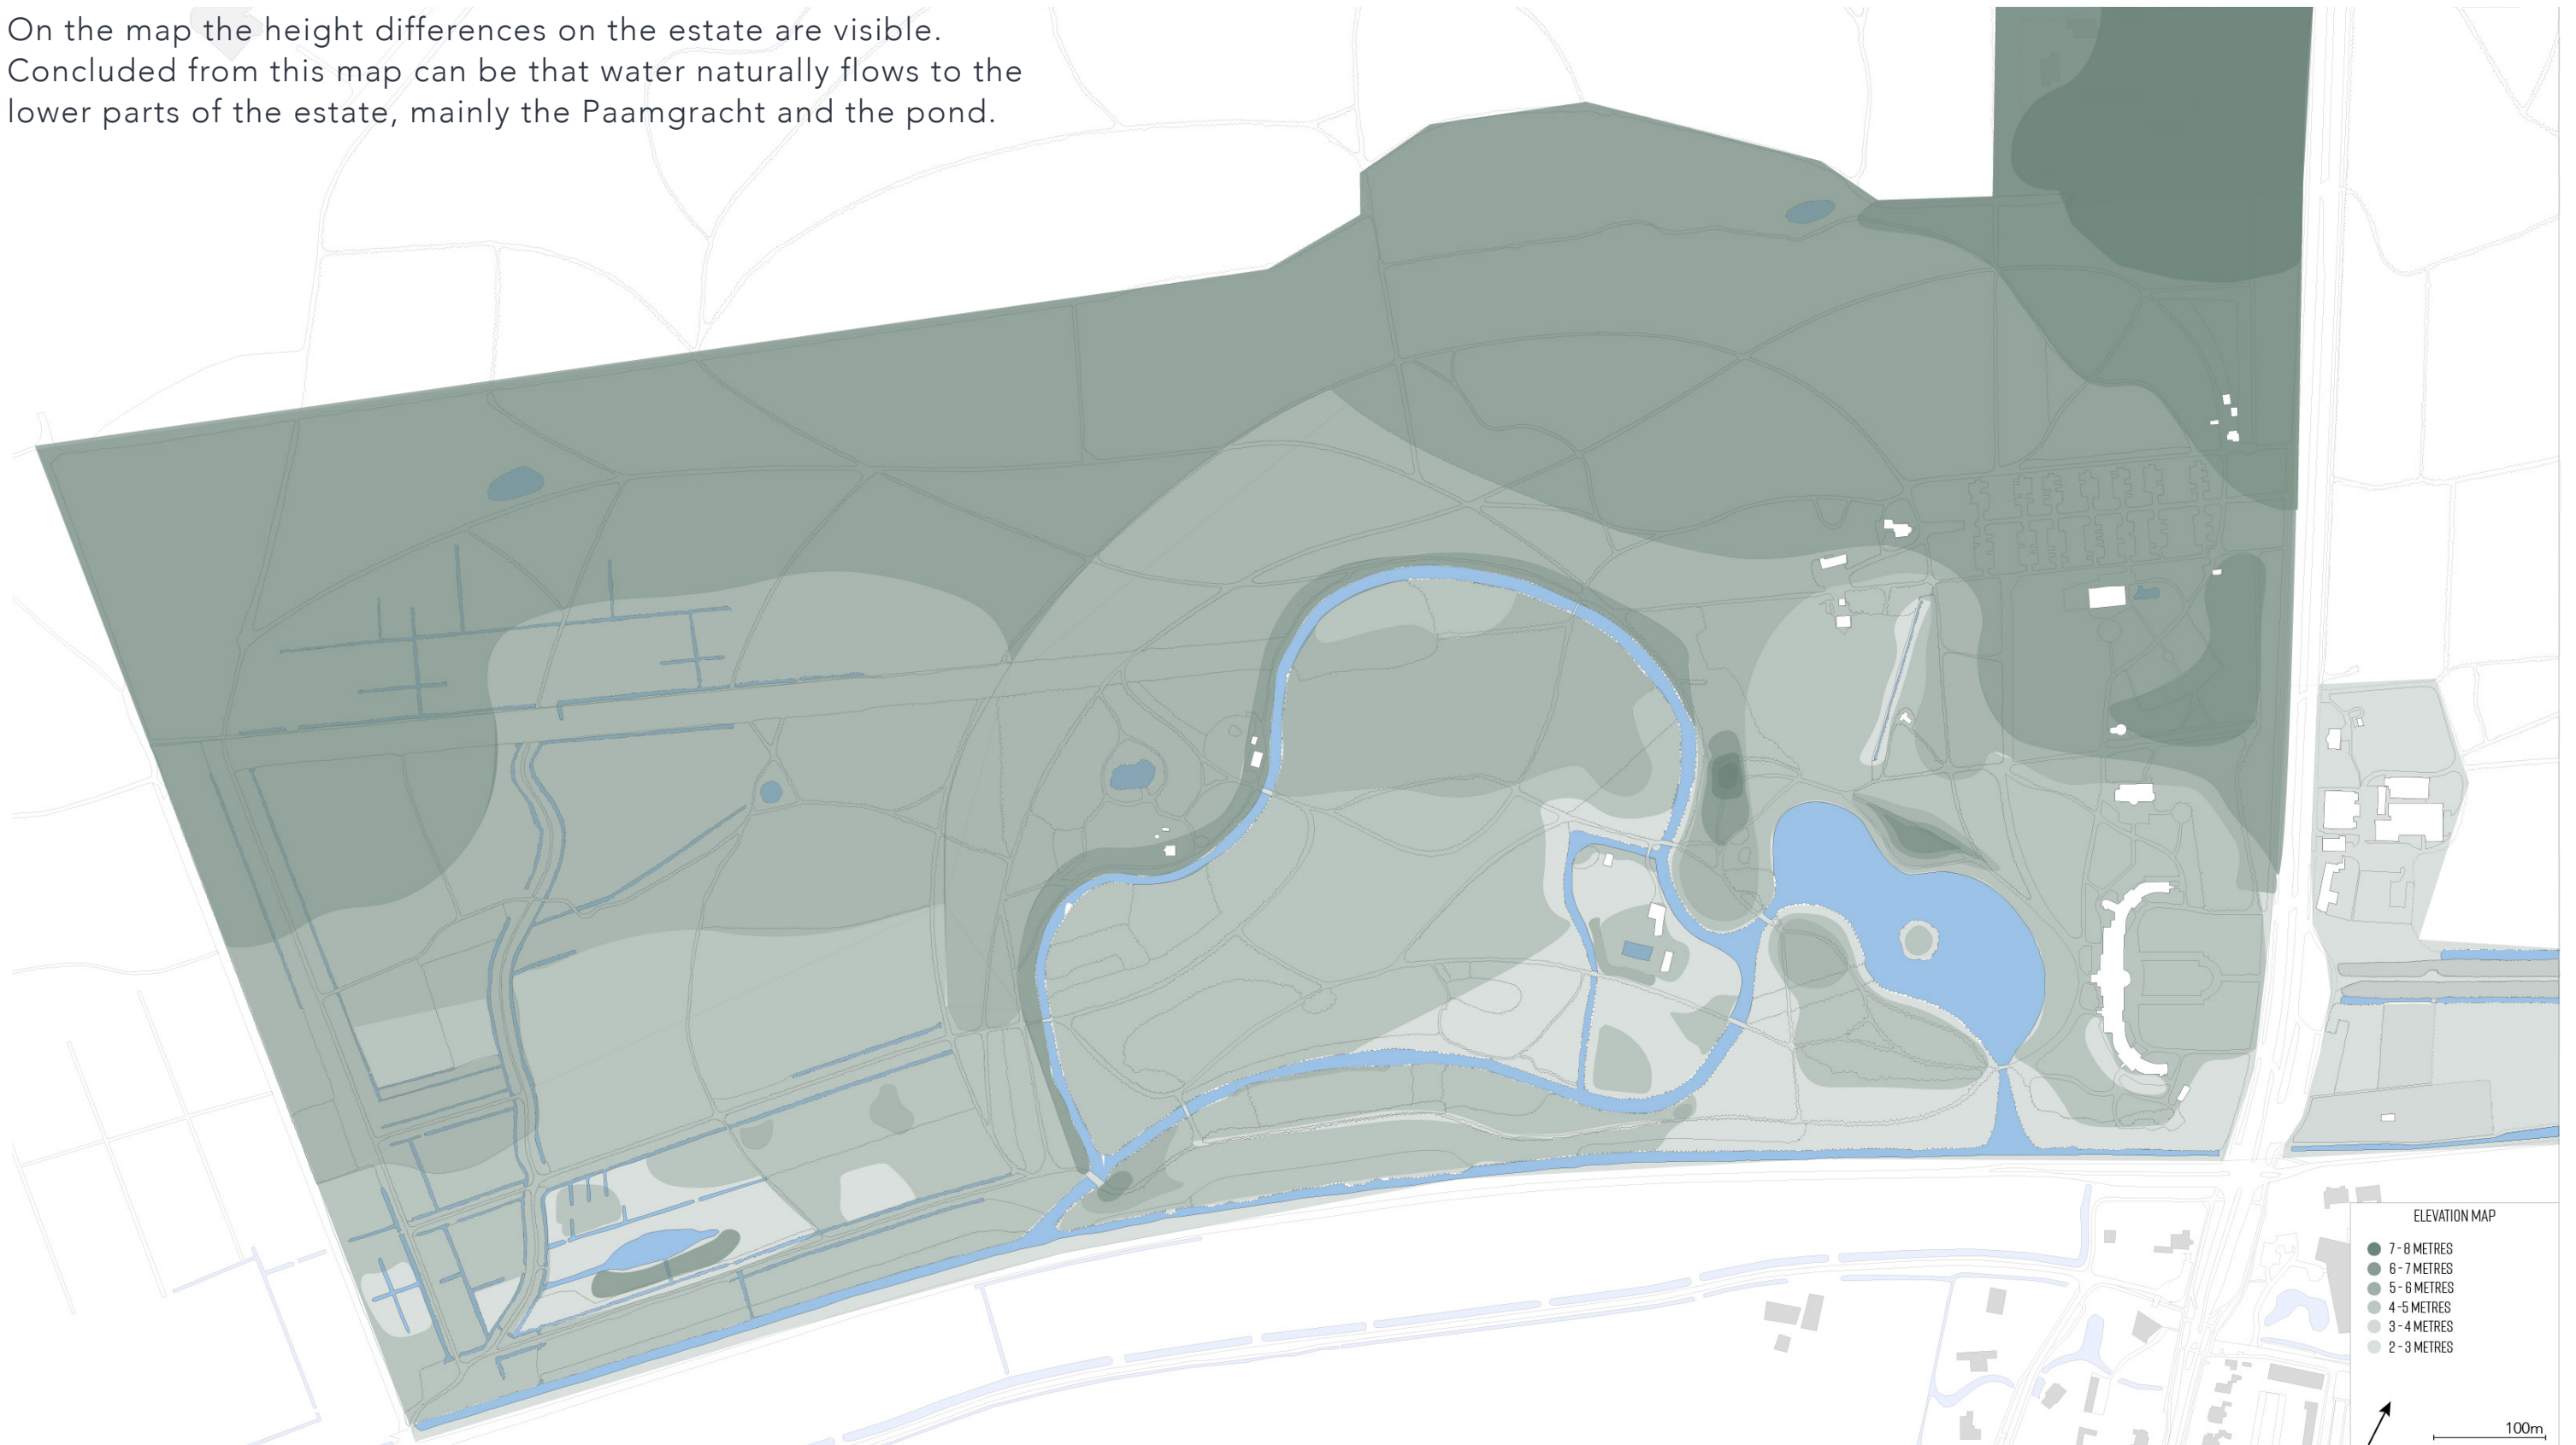 On the map the height differences on the estate are visible.
Concluded from this map can be that water naturally flows to the
lower parts of the estate, mainly the Paamgracht and the pond.
ELEVATION MAP
7-8 METRES
6-7 METRES
5-6 METRES
4-5 METRES
3-4 METRES
2-3 METRES
100m